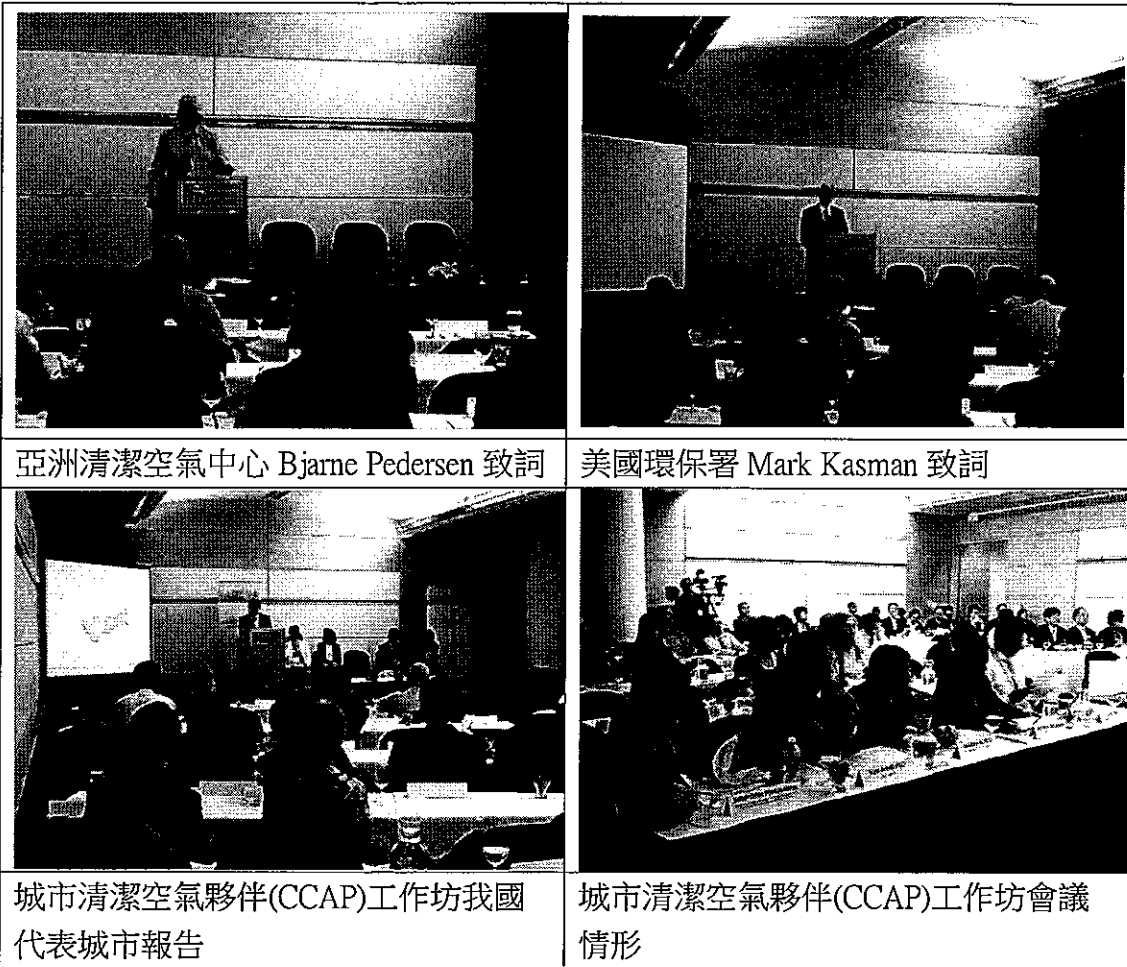 亞洲清潔空氣中心 Bjarne Pedersen 致詞
美國環保署 Mark Kasman 致詞
城市清潔空氣夥伴(CCAP)工作坊我國
代表城市報告
城市清潔空氣夥伴(CCAP)工作坊會議
情形